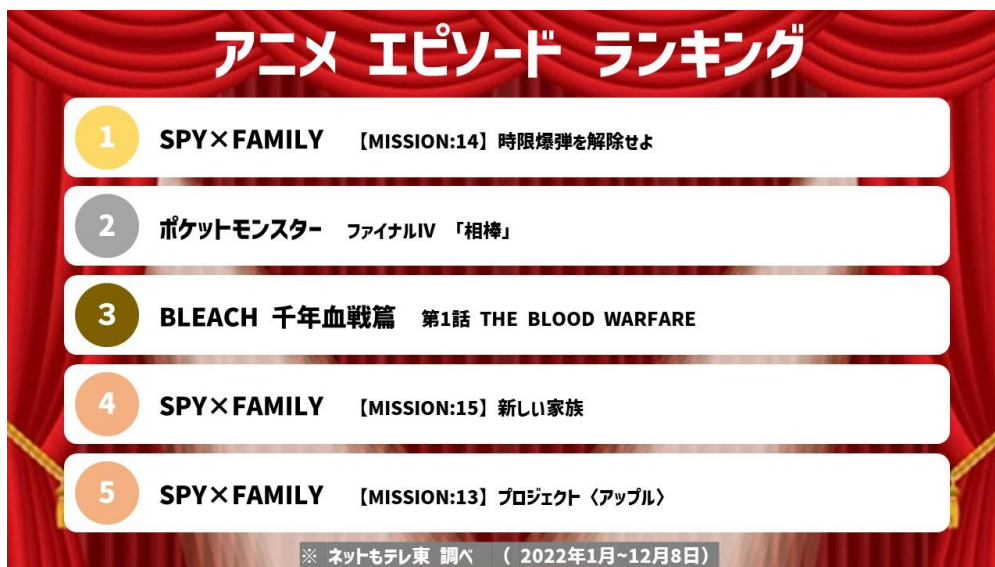 アニメ エピソード ランキング
1 SPY×FAMILY 【MISSION:14】時限爆弾を解除せよ
2 ポケットモンスター ファイナルⅣ 「相棒」
3 BLEACH 千年血戦篇 第1話 THE BLOOD WARFARE
4 SPY×FAMILY 【MISSION:15】新しい家族
5 SPY×FAMILY 【MISSION:13】プロジェクト〈アップル〉
※ ネットもテレ東 調べ ( 2022年1月~12月8日)